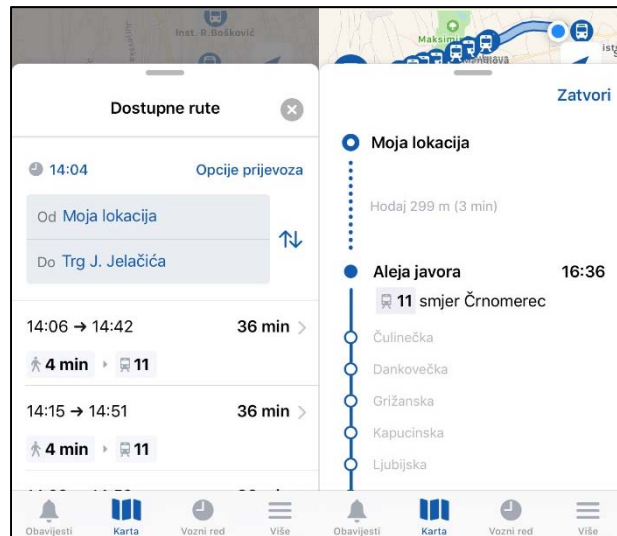 Inst. R.Bošković
Dostupne rute
14:04
Opcije prijevoza
Od Moja lokacija
Do Trg J. Jelačića
14:06 → 14:42
36 min
4 min
11
14:15 → 14:51
36 min
4 min
11
Obavijesti
Karta
Vozni red
Više
Maksimi
Zatvori
Moja lokacija
Hodaj 299 m (3 min)
Aleja javora
16:36
11 smjer Črnomerec
Čulinečka
Dankovečka
Grižanska
Kapucinska
Ljubijska
Obavijesti
Karta
Vozni red
Više